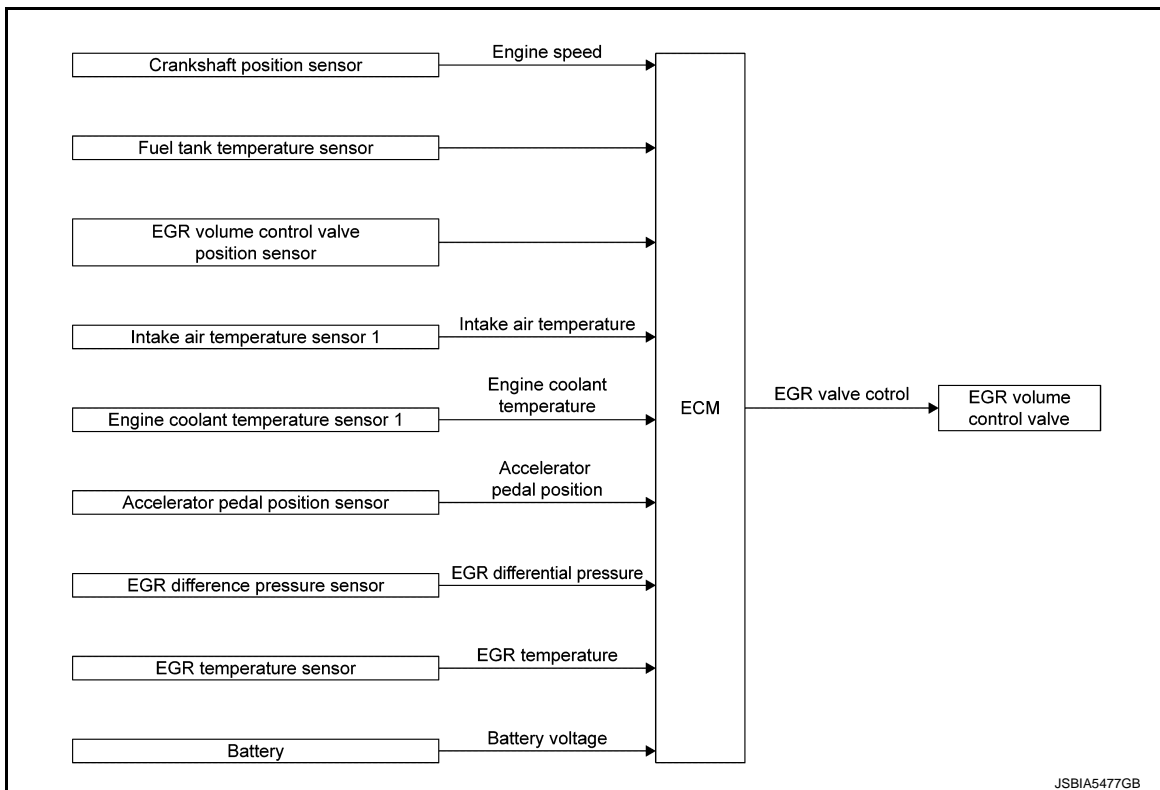 Crankshaft position sensor
Engine speed
Fuel tank temperature sensor
EGR volume control valve
position sensor
Intake air temperature sensor 1
Intake air temperature
Engine coolant temperature sensor 1
Engine coolant
temperature
Accelerator pedal position sensor
Accelerator
pedal position
EGR difference pressure sensor
EGR differential pressure
EGR temperature sensor
EGR temperature
Battery
Battery voltage
ECM
EGR valve cotrol
EGR volume
control valve
JSBIA5477GB